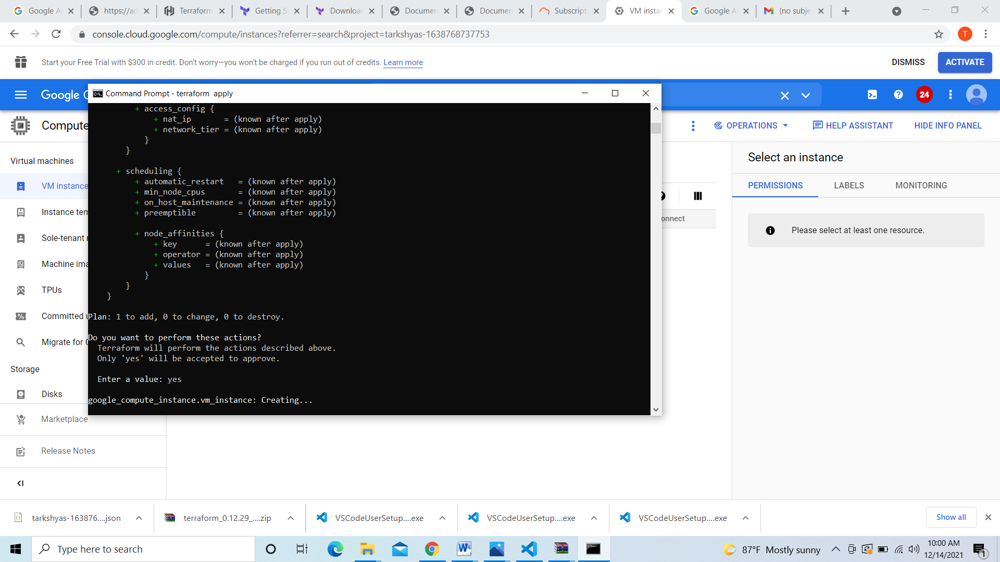 Google A
https://ad
Terraform
Getting S
Downloa
Documen
Documen
Subscript
VM instan
Google A
(no subje
console.cloud.google.com/compute/instances?referrer=search&project=tarkshyas-1638768737753
T
Start your Free Trial with $300 in credit. Don't worry—you won't be charged if you run out of credits. Learn more
DISMISS
ACTIVATE
Google C
24
Command Prompt - terraform apply
Compute
OPERATIONS
HELP ASSISTANT
HIDE INFO PANEL
+ access_config {
+ nat_ip = (known after apply)
+ network_tier = (known after apply)
}
}
+ scheduling {
+ automatic_restart = (known after apply)
+ min_node_cpus = (known after apply)
+ on_host_maintenance = (known after apply)
+ preemptible = (known after apply)
+ node_affinities {
+ key = (known after apply)
+ operator = (known after apply)
+ values = (known after apply)
}
}
}
Plan: 1 to add, 0 to change, 0 to destroy.
Do you want to perform these actions?
Terraform will perform the actions described above.
Only 'yes' will be accepted to approve.
Enter a value: yes
google_compute_instance.vm_instance: Creating...
Virtual machines
VM instance
Instance tem
Sole-tenant
Machine ima
TPUs
Committed u
Migrate for C
Storage
Disks
Marketplace
Release Notes
onnect
Select an instance
PERMISSIONS
LABELS
MONITORING
Please select at least one resource.
tarkshyas-163876....json
terraform_0.12.29_....zip
VSCodeUserSetup....exe
VSCodeUserSetup....exe
VSCodeUserSetup....exe
Show all
Type here to search
87°F Mostly sunny
10:00 AM
12/14/2021
1